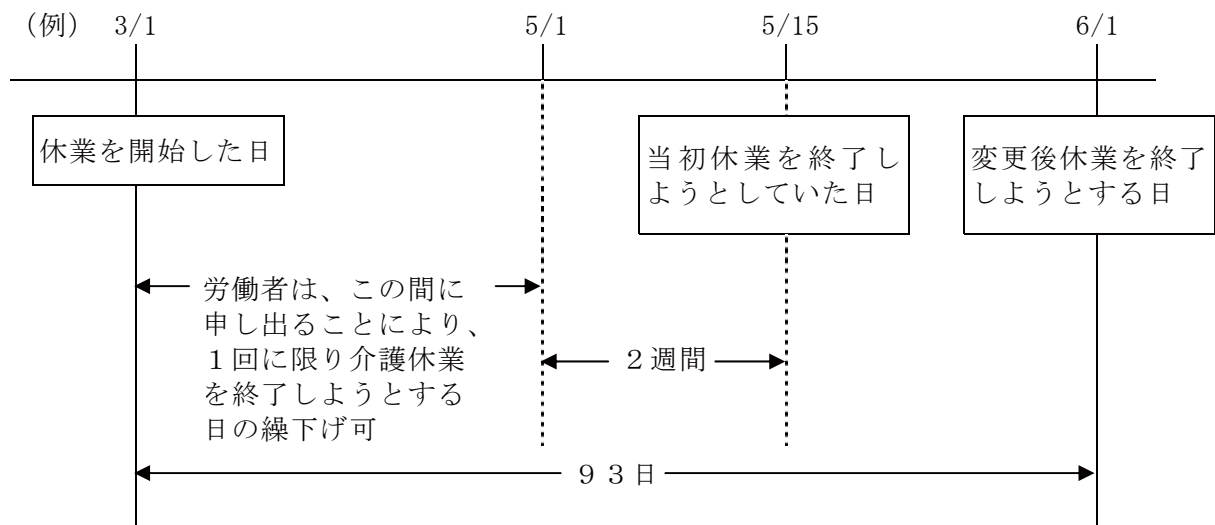 (例) 3/1 5/1 5/15 6/1
休業を開始した日
当初休業を終了し
ようとしていた日
変更後休業を終了
しようとする日
労働者は、この間に
申し出ることにより、
1回に限り介護休業
を終了しようとする
日の繰下げ可
2週間
93日